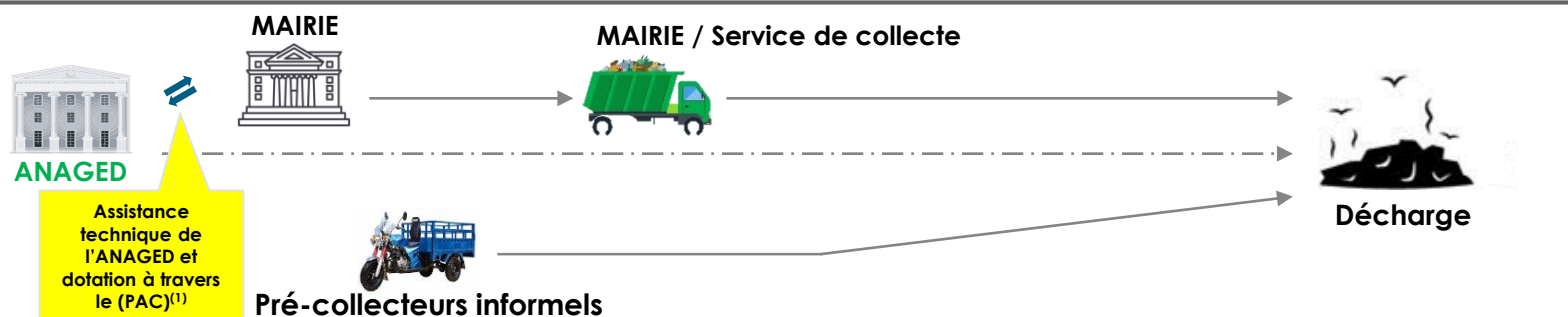 MAIRIE
MAIRIE / Service de collecte
ANAGED
Assistance
technique de
l'ANAGED et
dotation à travers
le (PAC)(1)
Pré-collecteurs informels
Décharge